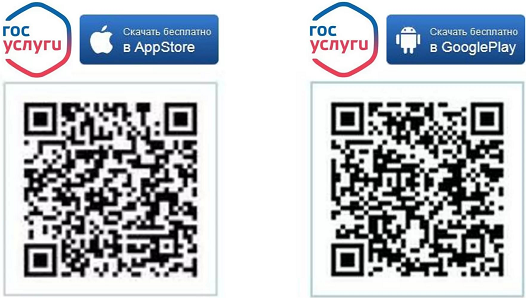 гос
услуги
Скачать бесплатно
в AppStore
гос
услуги
Скачать бесплатно
в GooglePlay